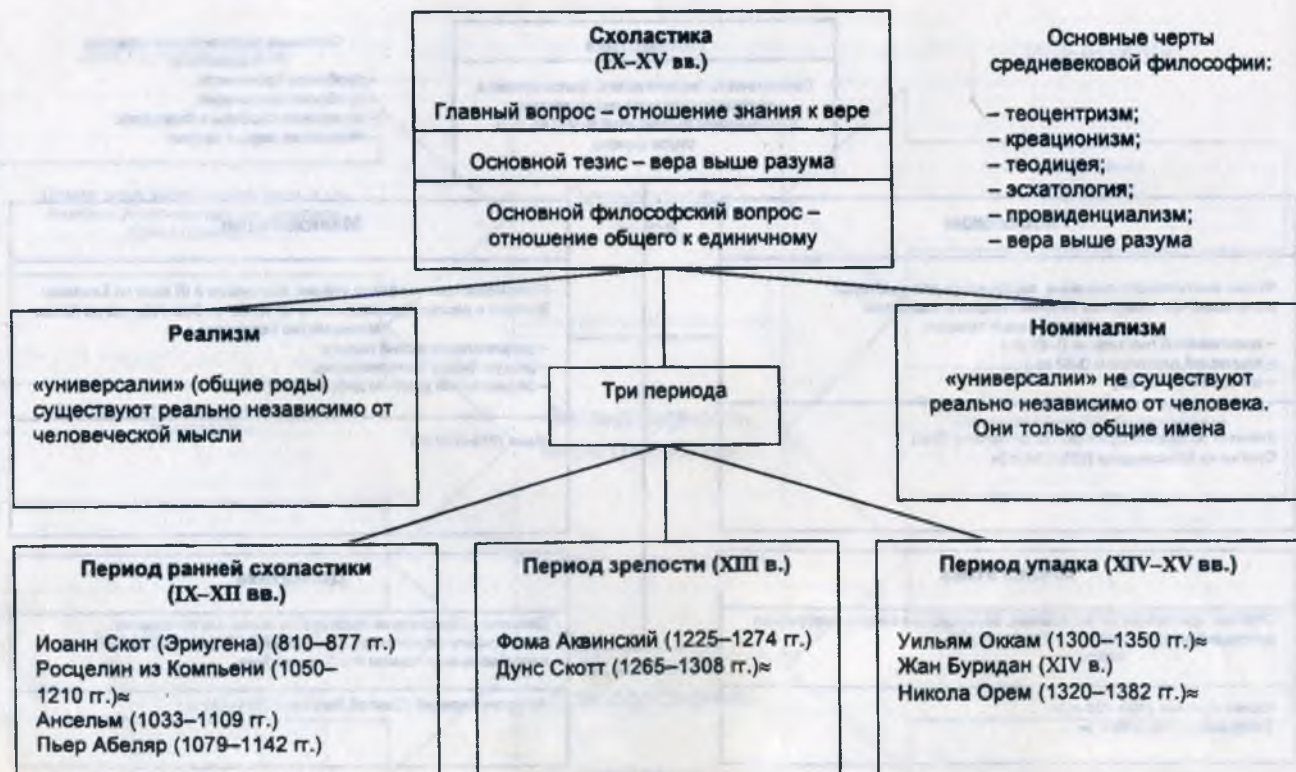 Схоластика
(IX–XV вв.)
Главный вопрос – отношение знания к вере
Основной тезис – вера выше разума
Основной философский вопрос –
отношение общего к единичному
Основные черты
средневековой философии:
– теоцентризм;
– креационизм;
– теодицея;
– эсхатология;
– провиденциализм;
– вера выше разума
Реализм
«универсалии» (общие роды)
существуют реально независимо от
человеческой мысли
Три периода
Номинализм
«универсалии» не существуют
реально независимо от человека.
Они только общие имена
Период ранней схоластики
(IX–XII вв.)
Иоанн Скот (Эриугена) (810–877 гг.)
Росцелин из Компьени (1050–
1210 гг.)≈
Ансельм (1033–1109 гг.)
Пьер Абеляр (1079–1142 гг.)
Период зрелости (XIII в.)
Фома Аквинский (1225–1274 гг.)
Дунс Скотт (1265–1308 гг.)≈
Период упадка (XIV–XV вв.)
Уильям Оккам (1300–1350 гг.)≈
Жан Буридан (XIV в.)
Никола Орем (1320–1382 гг.)≈